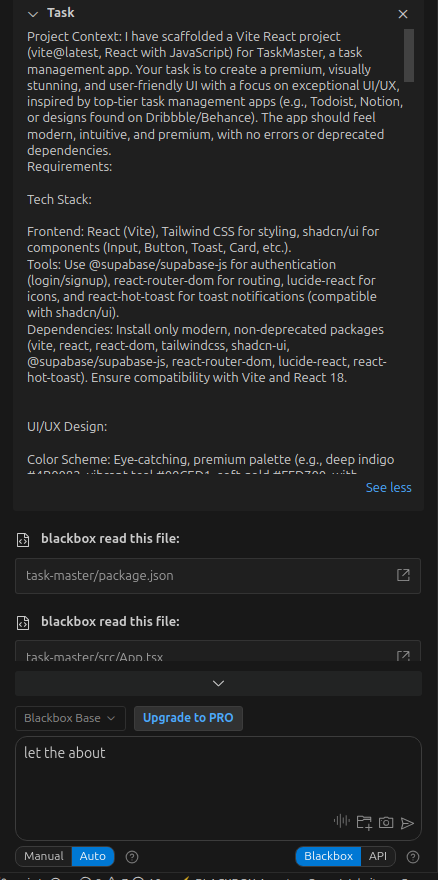 Task
Project Context: I have scaffolded a Vite React project
(vite@latest, React with JavaScript) for TaskMaster, a task
management app. Your task is to create a premium, visually
stunning, and user-friendly UI with a focus on exceptional UI/UX,
inspired by top-tier task management apps (e.g., Todoist, Notion,
or designs found on Dribbble/Behance). The app should feel
modern, intuitive, and premium, with no errors or deprecated
dependencies.
Requirements:
Tech Stack:
Frontend: React (Vite), Tailwind CSS for styling, shadcn/ui for
components (Input, Button, Toast, Card, etc.).
Tools: Use @supabase/supabase-js for authentication
(login/signup), react-router-dom for routing, lucide-react for
icons, and react-hot-toast for toast notifications (compatible
with shadcn/ui).
Dependencies: Install only modern, non-deprecated packages
(vite, react, react-dom, tailwindcss, shadcn-ui,
@supabase/supabase-js, react-router-dom, lucide-react, react-
hot-toast). Ensure compatibility with Vite and React 18.
UI/UX Design:
Color Scheme: Eye-catching, premium palette (e.g., deep indigo
See less
blackbox read this file:
task-master/package.json
blackbox read this file:
task-master/src/App.tsx
Blackbox Base
Upgrade to PRO
let the about
Manual Auto
Blackbox API